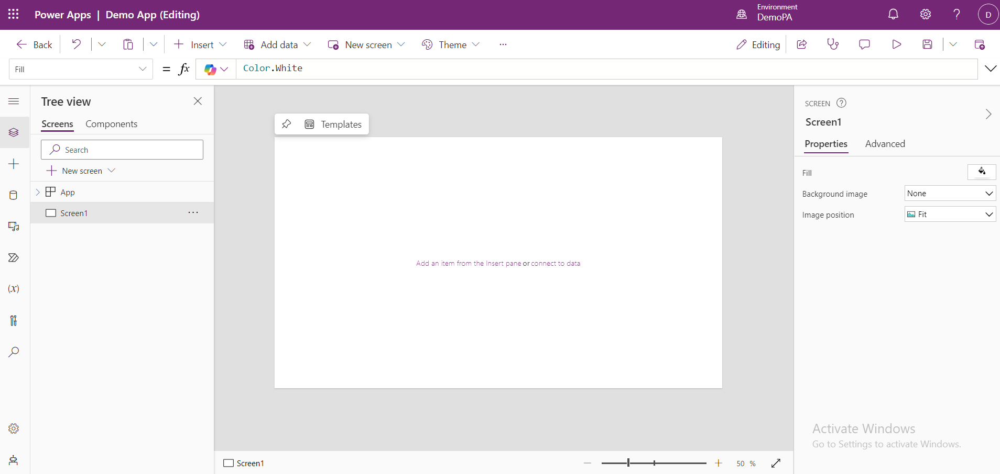 Power Apps | Demo App (Editing)
Environment
DemoPA
D
Back
Insert
Add data
New screen
Theme
...
Editing
Fill
= fx
Color.White
Tree view
Screens
Components
Search
New screen
App
Screen1
...
(x)
Templates
Add an item from the Insert pane or connect to data
SCREEN
Screen1
Properties
Advanced
Fill
Background image
None
Image position
Fit
Activate Windows
Go to Settings to activate Windows.
Screen1
50 %